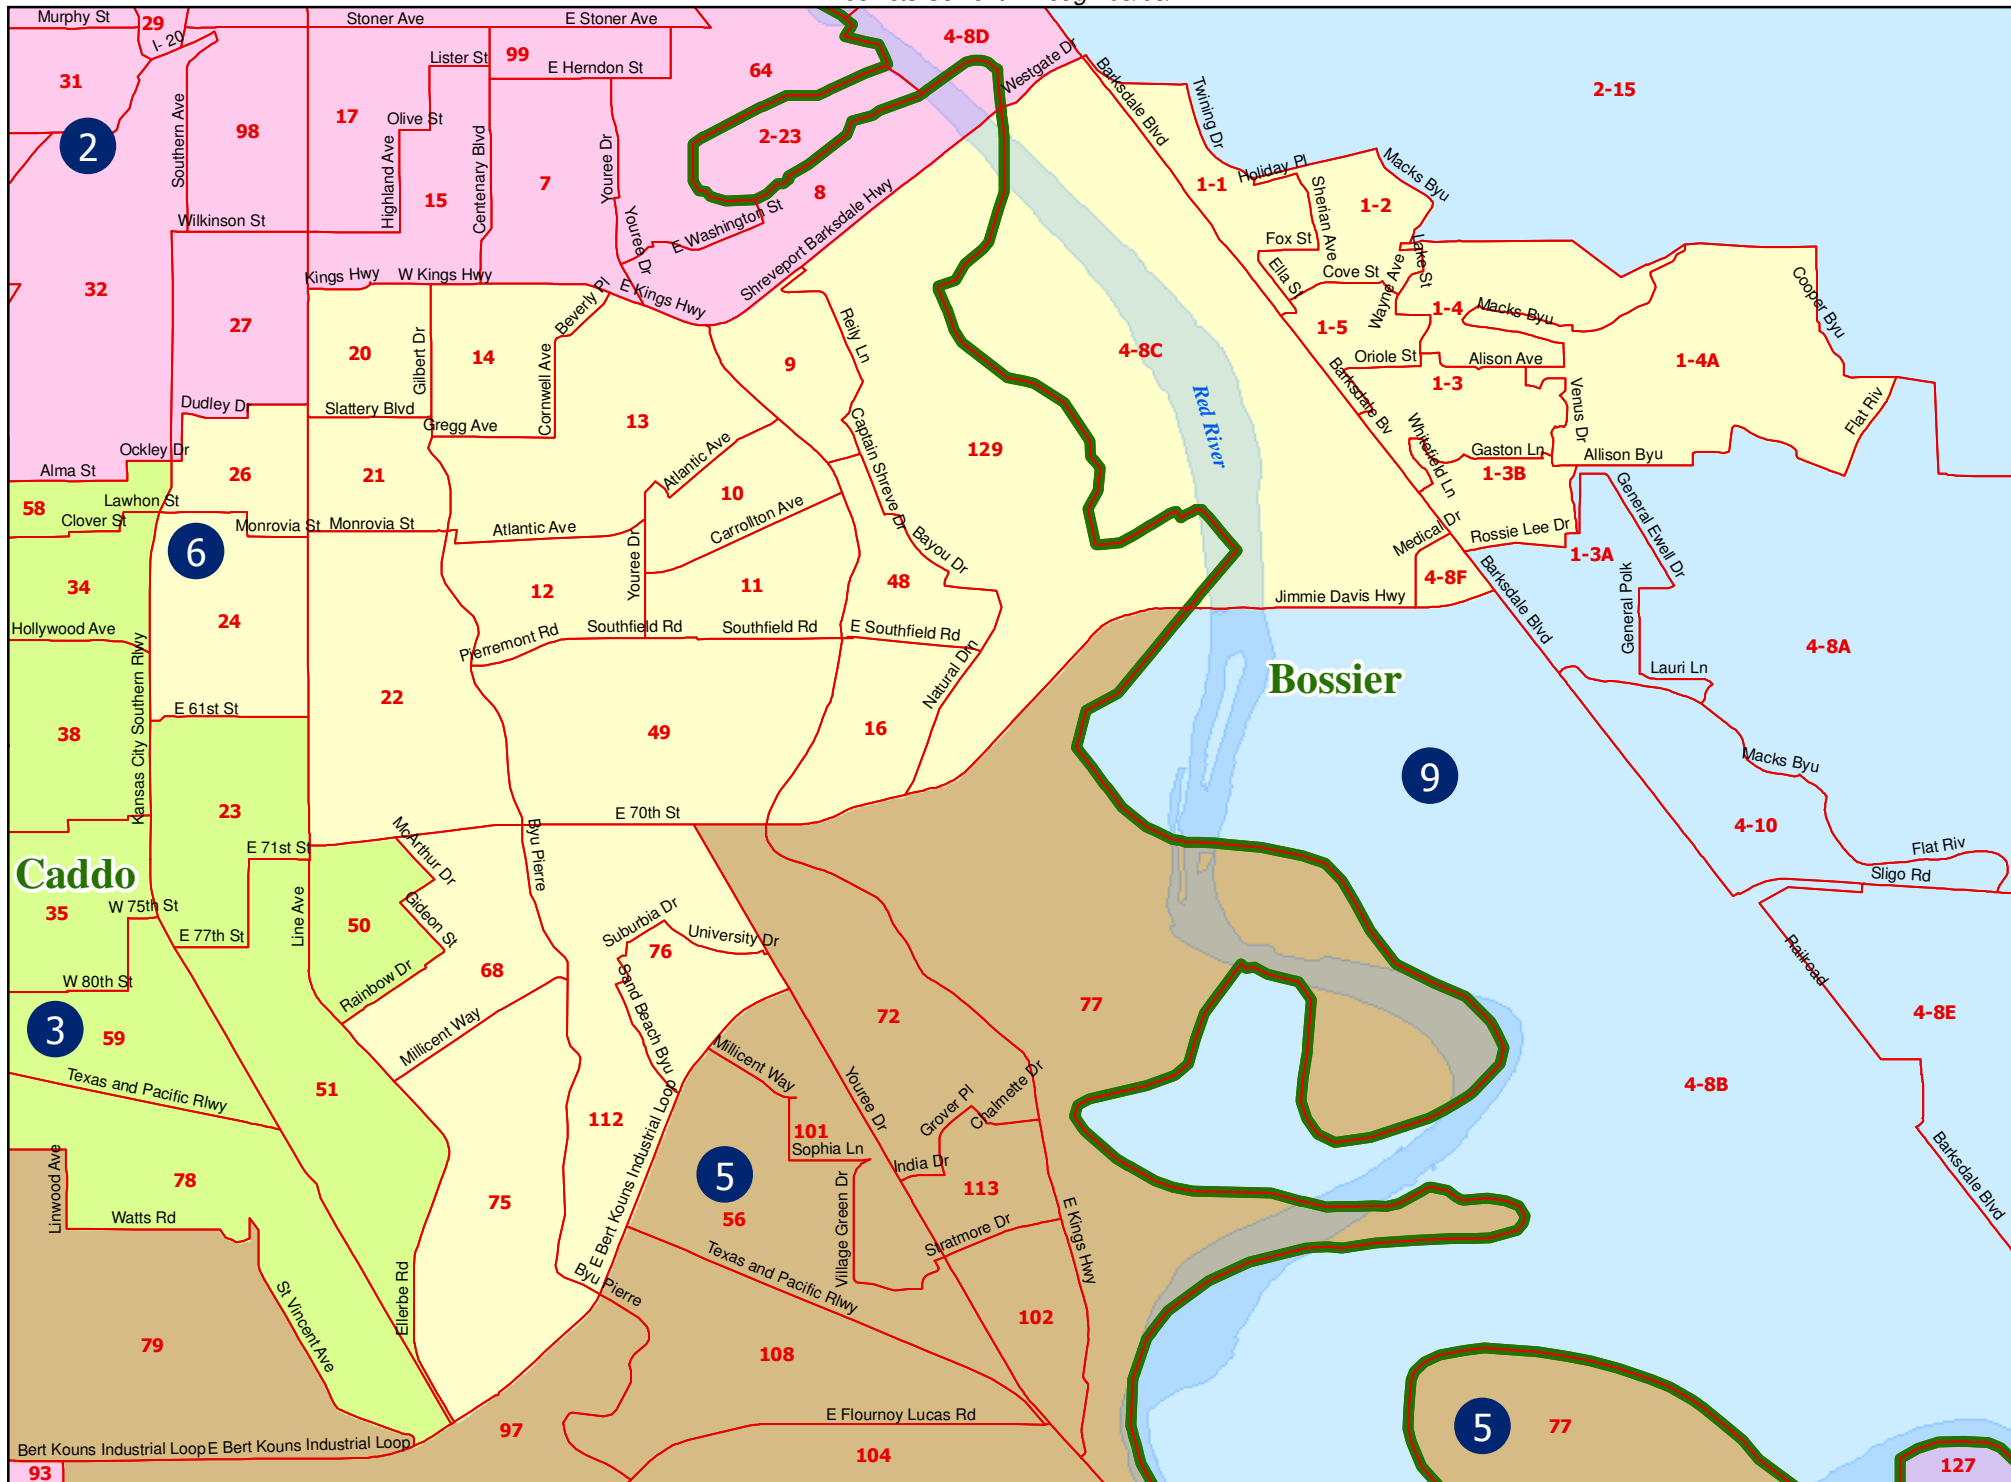 Murphy St
29
Stoner Ave
E Stoner Ave
4-8D
I- 20
Lister St
99
E Herndon St
64
Westgate Dr
Barksdale Blvd
Twining Dr
2-15
31
2
Southern Ave
98
17
Olive St
Highland Ave
15
Centenary Blvd
7
Youree Dr
2-23
8
E Washington St
Shreveport Barksdale Hwy
1-1
Holiday Pl
Macks Byu
Sherian Ave
1-2
Wilkinson St
Youree Dr
Fox St
Ella St
Cove St
Wayne Ave
Lake St
32
Kings Hwy
W Kings Hwy
Beverly Pl
E Kings Hwy
Cooper Byu
27
20
Gilbert Dr
14
Cornwell Ave
9
Reily Ln
4-8C
1-5
1-4
Macks Byu
1-4A
Oriole St
Alison Ave
1-3
Barksdale Bv
Venus Dr
Flat Riv
Red River
Dudley Dr
Slattery Blvd
Gregg Ave
13
Captain Shreve Dr
129
Whitefield Ln
Gaston Ln
Allison Byu
Ockley Dr
Alma St
26
21
Atlantic Ave
10
1-3B
General Ewell Dr
58
Lawhon St
Clover St
6
Monrovia St
Monrovia St
Atlantic Ave
Carrollton Ave
Youree Dr
Bayou Dr
Medical Dr
Rossie Lee Dr
1-3A
34
12
11
48
4-8F
Barksdale Blvd
General Polk
Jimmie Davis Hwy
Hollywood Ave
24
Pierremont Rd
Southfield Rd
Southfield Rd
E Southfield Rd
Natural Drn
4-8A
Lauri Ln
Kansas City Southern Rlwy
22
Bossier
E 61st St
38
49
16
9
Macks Byu
23
E 70th St
4-10
Flat Riv
Sligo Rd
E 71st St
McArthur Dr
Byu Pierre
Caddo
35
W 75th St
E 77th St
Line Ave
50
Gideon St
Suburbia Dr
University Dr
76
Railroad
W 80th St
Rainbow Dr
68
Sand Beach Byu
3
59
Millicent Way
72
77
4-8E
Texas and Pacific Rlwy
51
112
Millicent Way
Youree Dr
Grover Pl
Chalmette Dr
4-8B
101
Sophia Ln
India Dr
Barksdale Blvd
Linwood Ave
78
Watts Rd
75
E Bert Kouns Industrial Loop
5
56
Village Green Dr
113
Stratmore Dr
E Kings Hwy
Texas and Pacific Rlwy
Byu Pierre
St Vincent Ave
Ellerbe Rd
79
102
108
97
E Flournoy Lucas Rd
5
77
Bert Kouns Industrial Loop
E Bert Kouns Industrial Loop
93
104
127